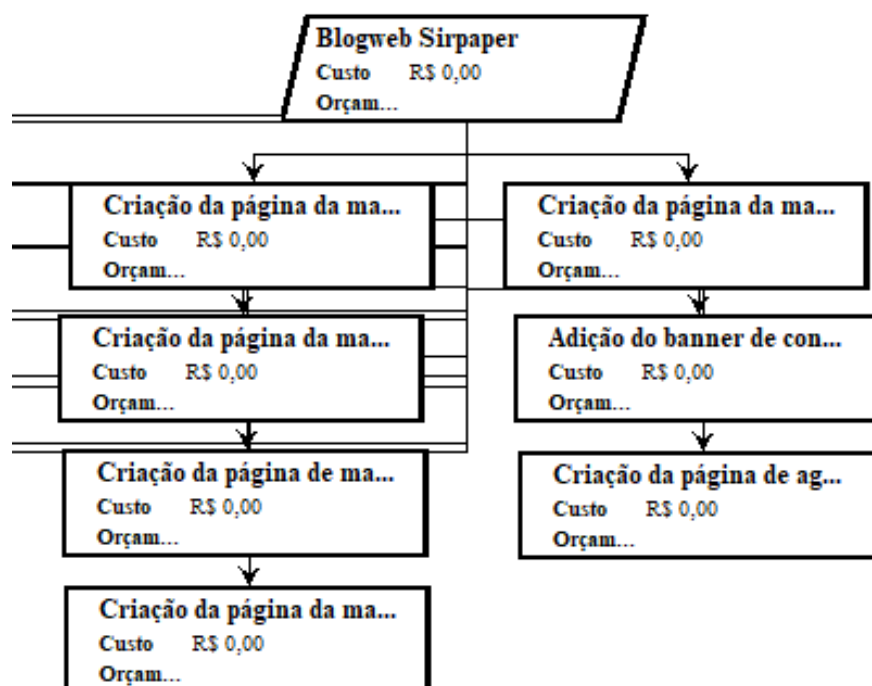 Blogweb Sirpaper
Custo R$ 0,00
Orçam...
Criação da página da ma...
Custo R$ 0,00
Orçam...
Criação da página da ma...
Custo R$ 0,00
Orçam...
Criação da página da ma...
Custo R$ 0,00
Orçam...
Adição do banner de con...
Custo R$ 0,00
Orçam...
Criação da página de ma...
Custo R$ 0,00
Orçam...
Criação da página de ag...
Custo R$ 0,00
Orçam...
Criação da página da ma...
Custo R$ 0,00
Orçam...